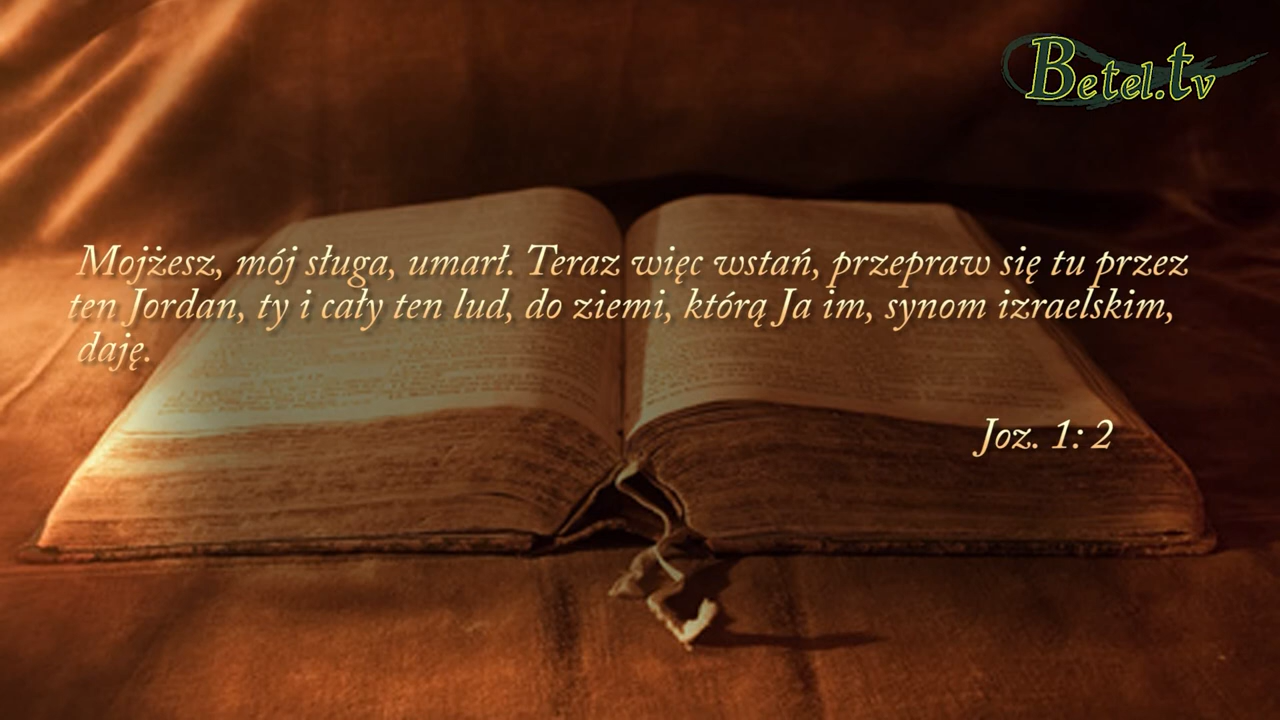 Betel.tv
Mojżesz, mój sługa, umarł. Teraz więc wstań, przepraw się tu przez
ten Jordan, ty i cały ten lud, do ziemi, którą Ja im, synom izraelskim,
daję.
Joz. 1: 2